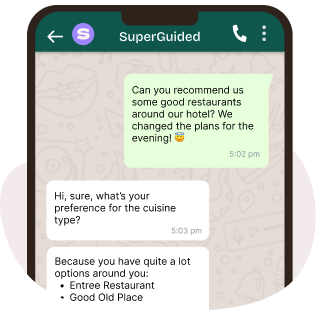 S SuperGuided
Can you recommend us
some good restaurants
around our hotel? We
changed the plans for the
evening! 😇
5:02 pm
Hi, sure, what's your
preference for the cuisine
type?
5:03 pm
Because you have quite a lot
options around you:
• Entree Restaurant
• Good Old Place